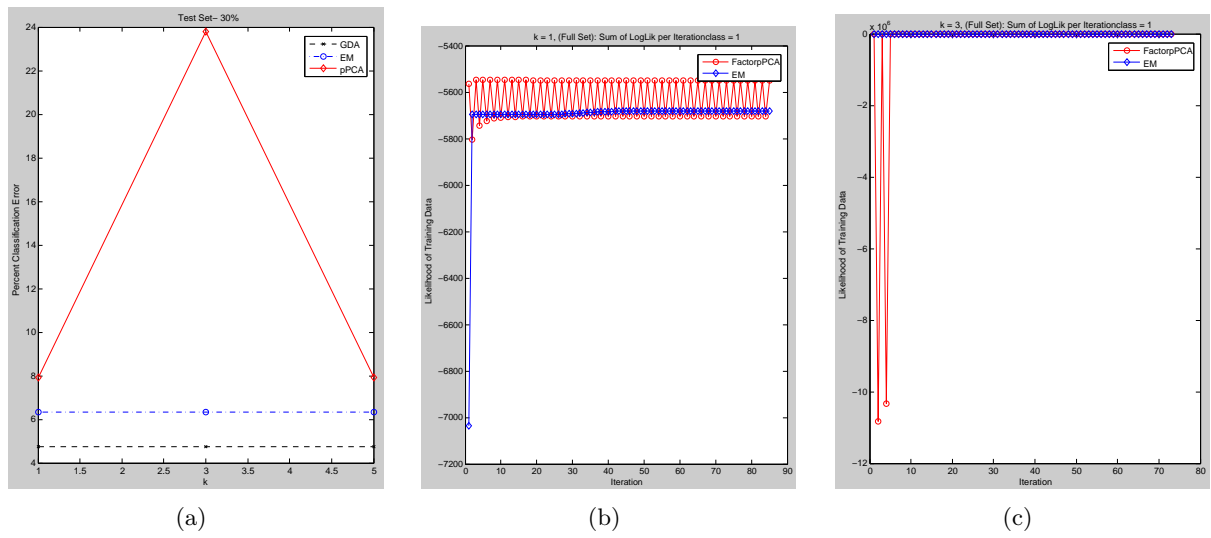 Test Set− 30%
24
22
20
18
16
14
12
10
8
6
4
Percent Classification Error
GDA
EM
pPCA
1 1.5 2 2.5 3 3.5 4 4.5 5
k
(a)
k = 1, (Full Set): Sum of LogLik per Iterationclass = 1
−5400
−5600
−5800
−6000
−6200
−6400
−6600
−6800
−7000
−7200
Likelihood of Training Data
FactorpPCA
EM
0 10 20 30 40 50 60 70 80 90
Iteration
(b)
k = 3, (Full Set): Sum of LogLik per Iterationclass = 1
x 10^6
0
−2
−4
−6
−8
−10
−12
Likelihood of Training Data
FactorpPCA
EM
0 10 20 30 40 50 60 70 80
Iteration
(c)